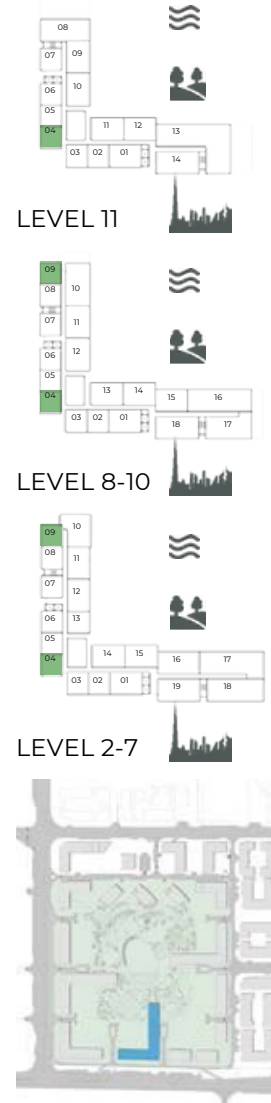 08
07 09
06 10
05
04 11 12 13
03 02 01 14
LEVEL 11
09
08 10
07 11
06 12
05
04 13 14 15 16
03 02 01 18 17
LEVEL 8-10
09 10
08 11
07 12
06 13
05 14 15 16 17
04
03 02 01 19 18
LEVEL 2-7